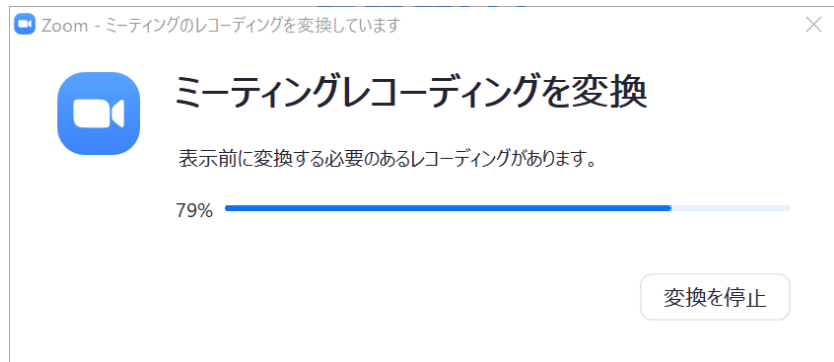 Zoom - ミーティングのレコーディングを変換しています
ミーティングレコーディングを変換
表示前に変換する必要のあるレコーディングがあります。
79%
変換を停止